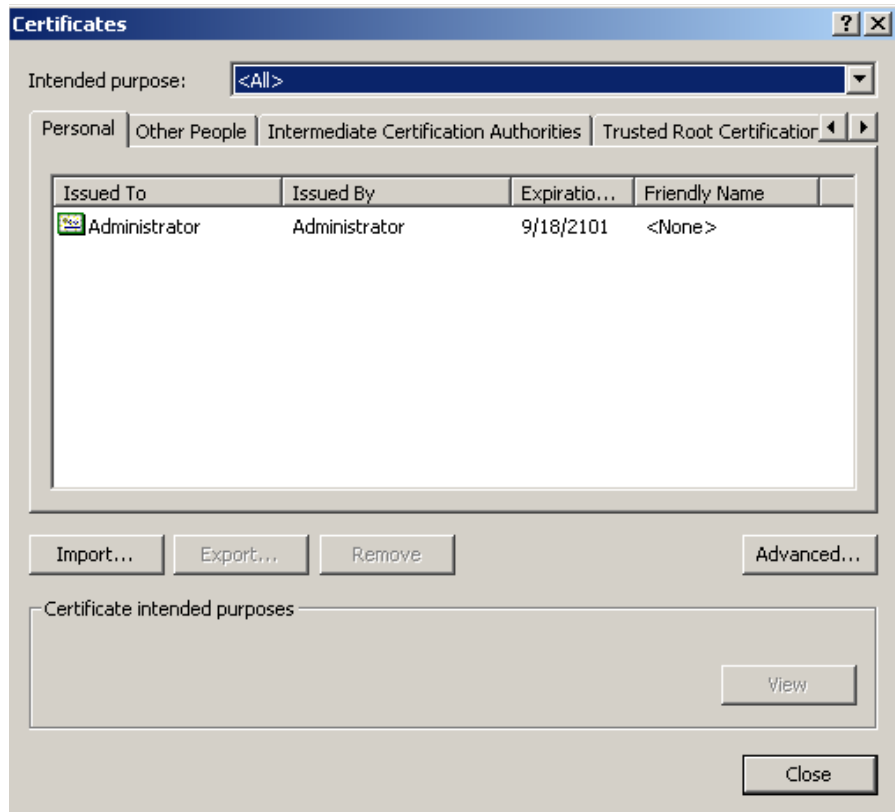 Certificates
Intended purpose: <All>
Personal Other People Intermediate Certification Authorities Trusted Root Certification
Issued To Issued By Expiratio... Friendly Name
Administrator Administrator 9/18/2101 <None>
Import... Export... Remove Advanced...
Certificate intended purposes
View
Close